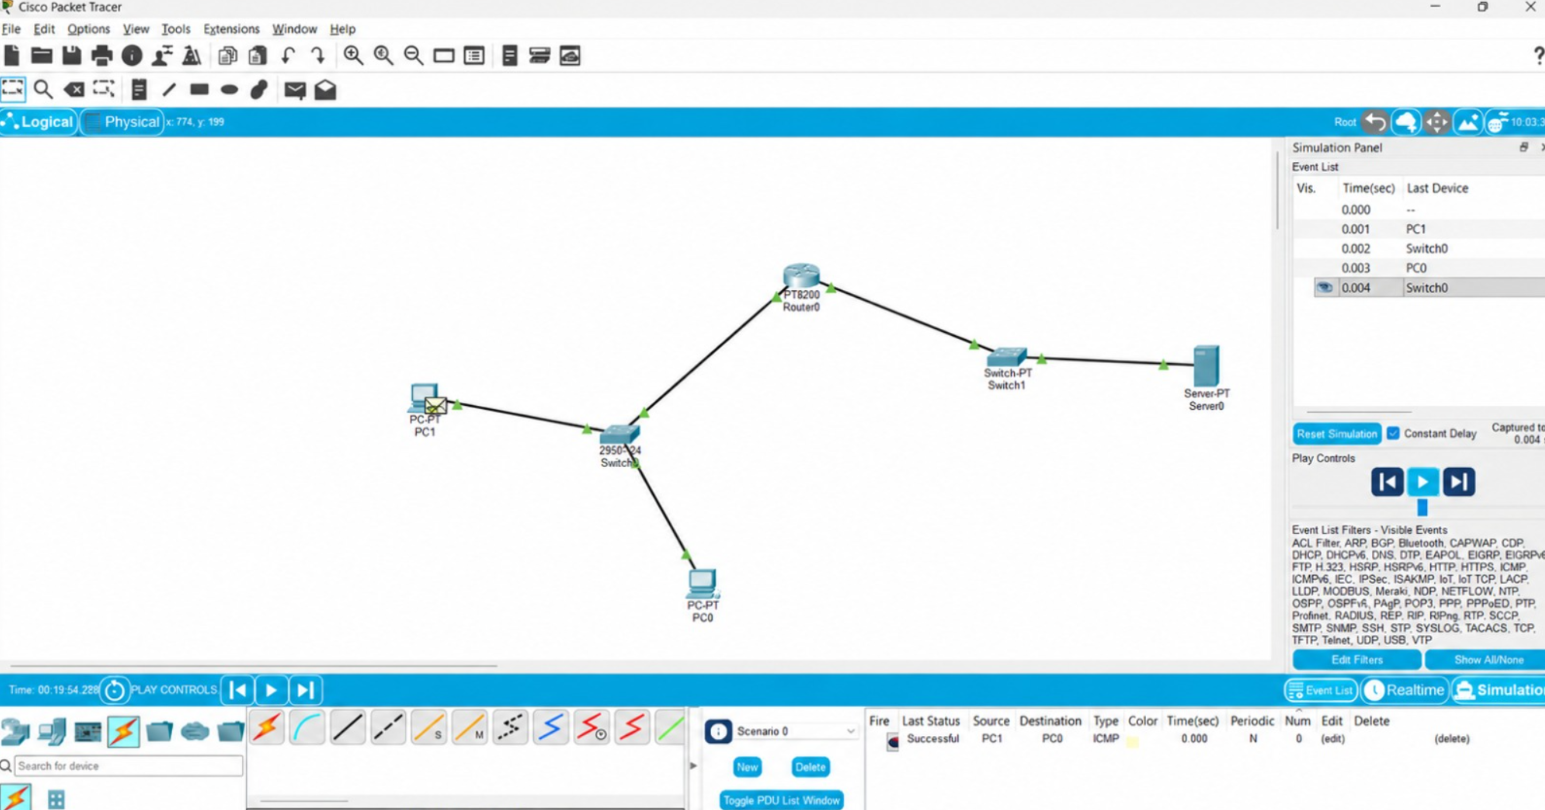 Cisco Packet Tracer
File Edit Options View Tools Extensions Window Help
?
Logical Physical x: 774, y: 199 Root 10:03:3
Simulation Panel
Event List
Vis. Time(sec) Last Device
0.000 --
0.001 PC1
0.002 Switch0
0.003 PC0
0.004 Switch0
PT8200
Router0
Switch-PT
Switch1
Server-PT
Server0
PC-PT
PC1
2950-24
PC-PT
PC0
Reset Simulation Constant Delay Captured to
0.004
Play Controls
Event List Filters - Visible Events
ACL Filter, ARP, BGP, Bluetooth, CAPWAP, CDP,
DHCP, DHCPv6, DNS, DTP, EAPOL, EIGRP, EIGRPv6
FTP, H.323, HSRP, HSRPv6, HTTP, HTTPS, ICMP,
ICMPv6, IEC, IPSec, ISAKMP, IoT, IoT TCP, LACP,
LLDP, MODBUS, Meraki, NDP, NETFLOW, NTP,
PAgP, POP3, PPP, PPPoED, PTP,
Profinet, RADIUS, REP, RIP, RIPng, RTP, SCCP,
SMTP, SNMP, SSH, STP, SYSLOG, TACACS, TCP,
TFTP, Telnet, UDP, USB, VTP
Edit Filters Show All/None
Time: 00:19:54.228 PLAY CONTROLS Event List Realtime Simulatio
S M
Search for device
Scenario 0
New Delete
Toggle PDU List Window
Fire Last Status Source Destination Type Color Time(sec) Periodic Num Edit Delete
Successful PC1 PC0 ICMP 0.000 N 0 (edit) (delete)